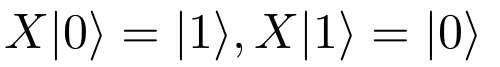 X|0⟩ = |1⟩, X|1⟩ = |0⟩